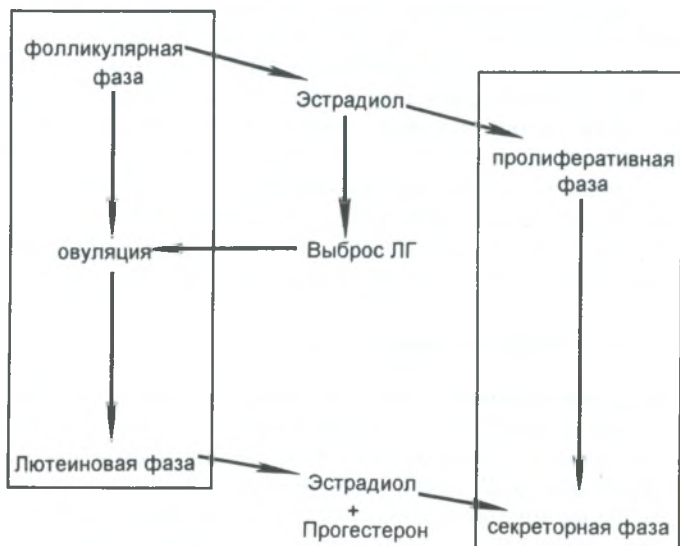 фолликулярная
фаза
Эстрадиол
пролиферативная
фаза
овуляция
Выброс ЛГ
Лютеиновая фаза
Эстрадиол
+
Прогестерон
секреторная фаза